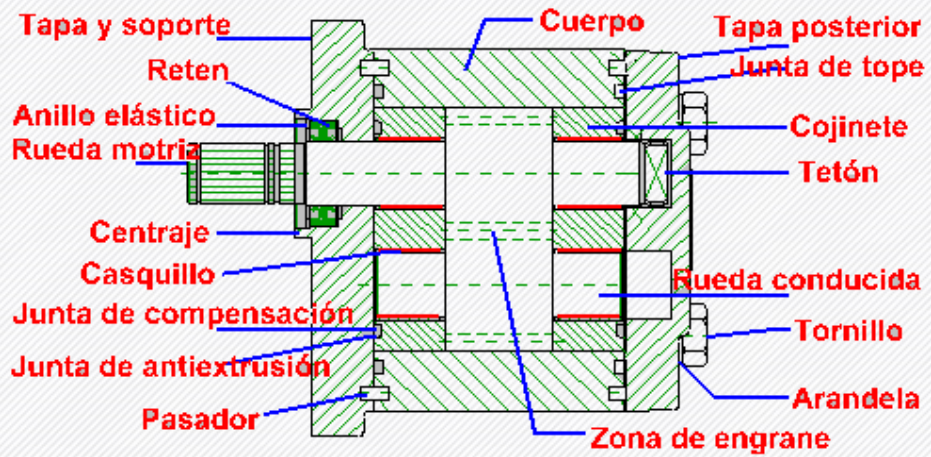 Tapa y soporte
Cuerpo
Tapa posterior
Reten
Junta de tope
Anillo elástico
Cojinete
Rueda motriz
Tetón
Centraje
Casquillo
Rueda conducida
Junta de compensación
Tornillo
Junta de antiextrusión
Arandela
Pasador
Zona de engrane